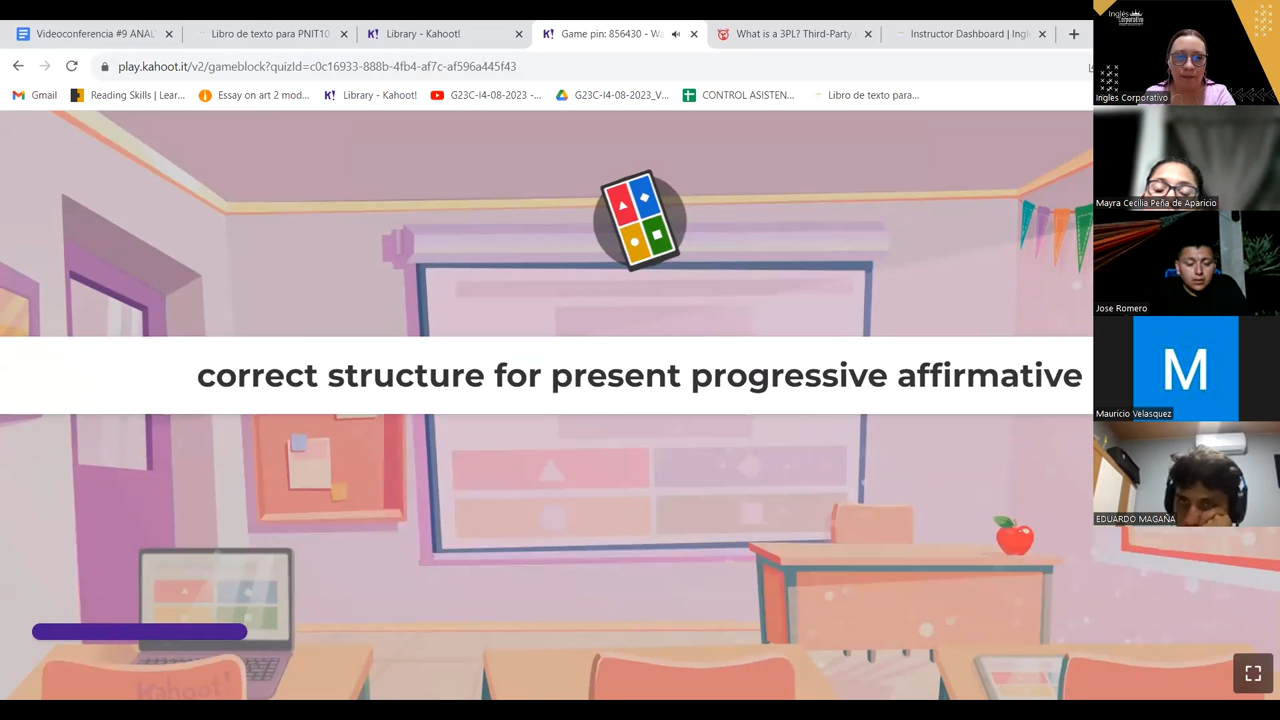 Videoconferencia #9 ANAL
Libro de texto para PNIT10
Library - Kahoot!
Game pin: 856430 - Wa
What is a 3PL? Third-Party
Instructor Dashboard | Ingl
play.kahoot.it/v2/gameblock?quizId=c0c16933-888b-4fb4-af7c-af596a445f43
Gmail
Reading Skills | Lear...
Essay on art 2 mod...
Library - Kahoot!
G23C-I4-08-2023 -...
G23C-I4-08-2023_V...
CONTROL ASISTEN...
Libro de texto para...
correct structure for present progressive affirmative
Kahoot!
Inglés
Corporativo
Ingles Corporativo
Mayra Cecilia Peña de Aparicio
Jose Romero
M
Mauricio Velasquez
EDUARDO MAGAÑA